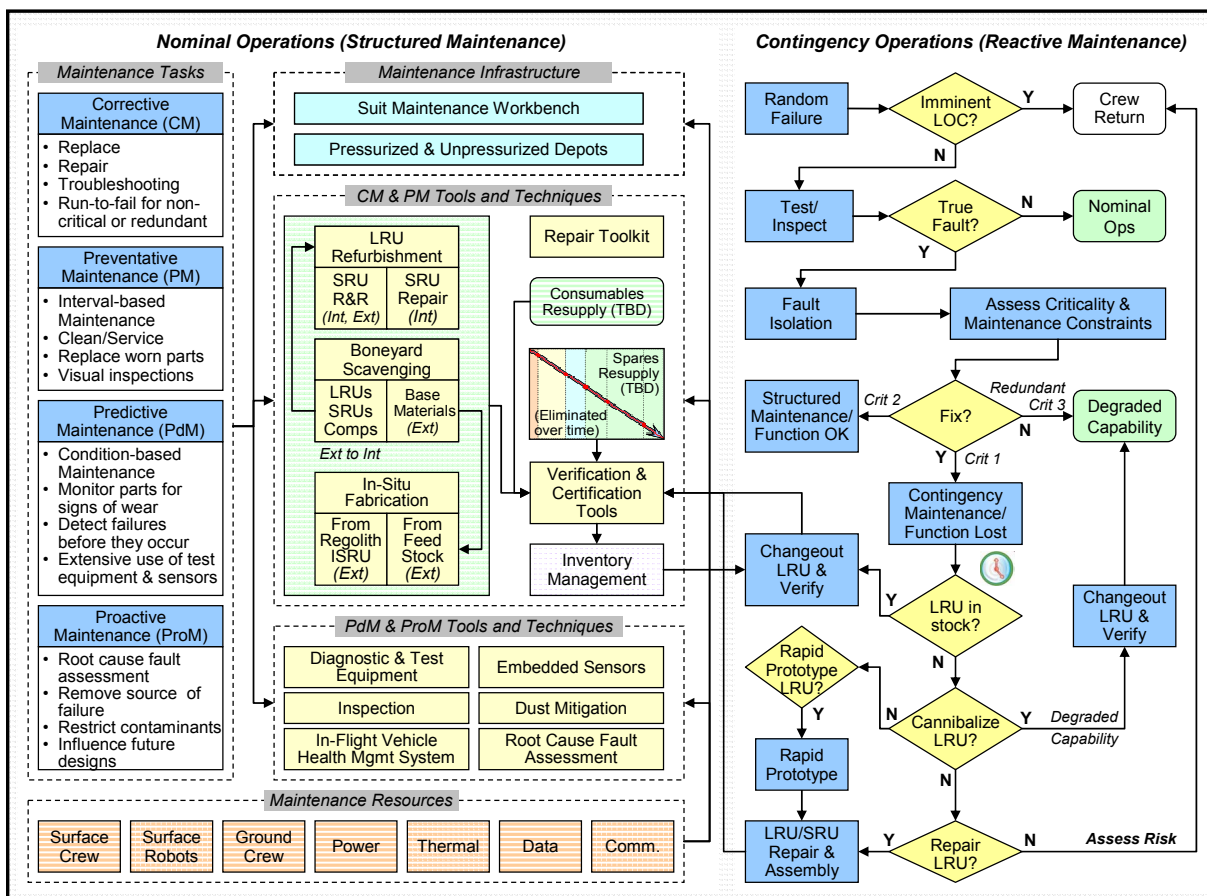 Nominal Operations (Structured Maintenance)
Maintenance Tasks
Corrective
Maintenance (CM)
• Replace
• Repair
• Troubleshooting
• Run-to-fail for non-
critical or redundant
Preventative
Maintenance (PM)
• Interval-based
Maintenance
• Clean/Service
• Replace worn parts
• Visual inspections
Predictive
Maintenance (PdM)
• Condition-based
Maintenance
• Monitor parts for
signs of wear
• Detect failures
before they occur
• Extensive use of test
equipment & sensors
Proactive
Maintenance (ProM)
• Root cause fault
assessment
• Remove source of
failure
• Restrict contaminants
• Influence future
designs
Maintenance Infrastructure
Suit Maintenance Workbench
Pressurized & Unpressurized Depots
CM & PM Tools and Techniques
LRU
Refurbishment
SRU
R&R
(Int, Ext)
SRU
Repair
(Int)
Boneyard
Scavenging
LRUs
SRUs
Comps
Base
Materials
(Ext)
Ext to Int
In-Situ
Fabrication
From
Regolith
ISRU
(Ext)
From
Feed
Stock
(Ext)
Repair Toolkit
Consumables
Resupply (TBD)
Spares
Resupply
(TBD)
(Eliminated
over time)
Verification &
Certification
Tools
Inventory
Management
PdM & ProM Tools and Techniques
Diagnostic & Test
Equipment
Embedded Sensors
Inspection
Dust Mitigation
In-Flight Vehicle
Health Mgmt System
Root Cause Fault
Assessment
Maintenance Resources
Surface
Crew
Surface
Robots
Ground
Crew
Power
Thermal
Data
Comm.
Contingency Operations (Reactive Maintenance)
Random
Failure
Imminent
LOC?
Y
Crew
Return
N
Test/
Inspect
True
Fault?
N
Nominal
Ops
Y
Fault
Isolation
Assess Criticality &
Maintenance Constraints
Structured
Maintenance/
Function OK
Crit 2
Fix?
Redundant
Crit 3
N
Degraded
Capability
Y
Crit 1
Contingency
Maintenance/
Function Lost
Changeout
LRU &
Verify
Y
LRU in
stock?
Changeout
LRU &
Verify
N
Rapid
Prototype
LRU?
N
Cannibalize
LRU?
Y
Degraded
Capability
Y
Rapid
Prototype
N
LRU/SRU
Repair &
Assembly
Y
Repair
LRU?
N
Assess Risk